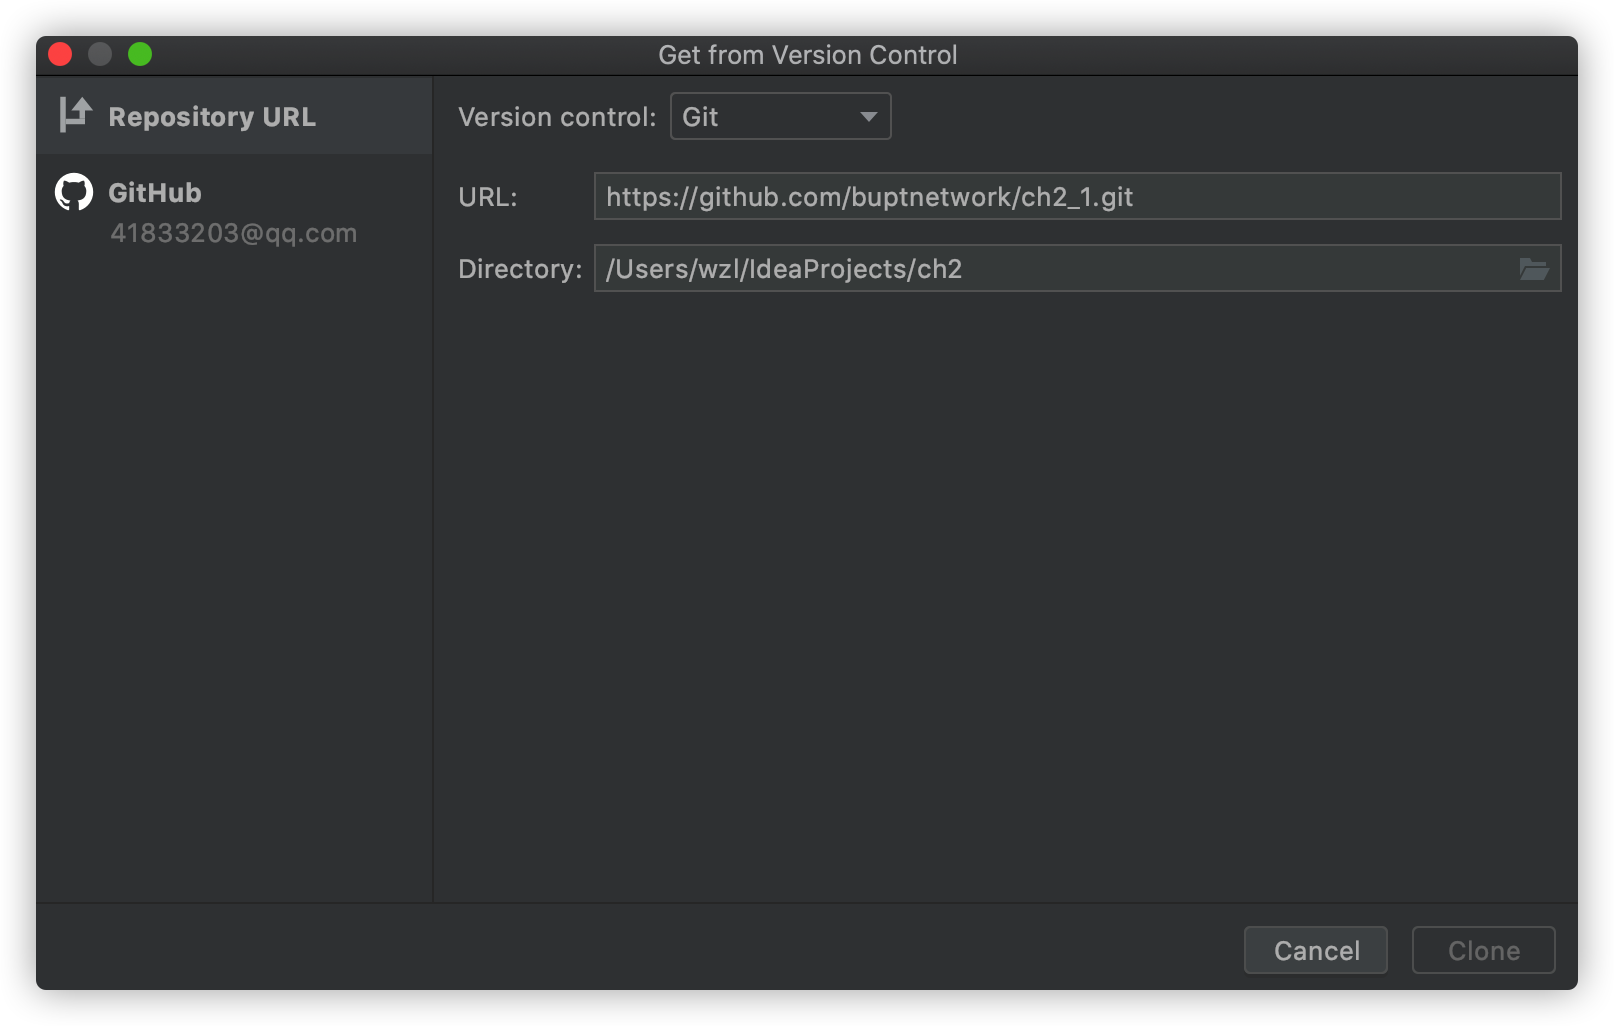 Get from Version Control
Repository URL
GitHub
41833203@qq.com
Version control: Git
URL: https://github.com/buptnetwork/ch2_1.git
Directory: /Users/wzl/IdeaProjects/ch2
Cancel
Clone